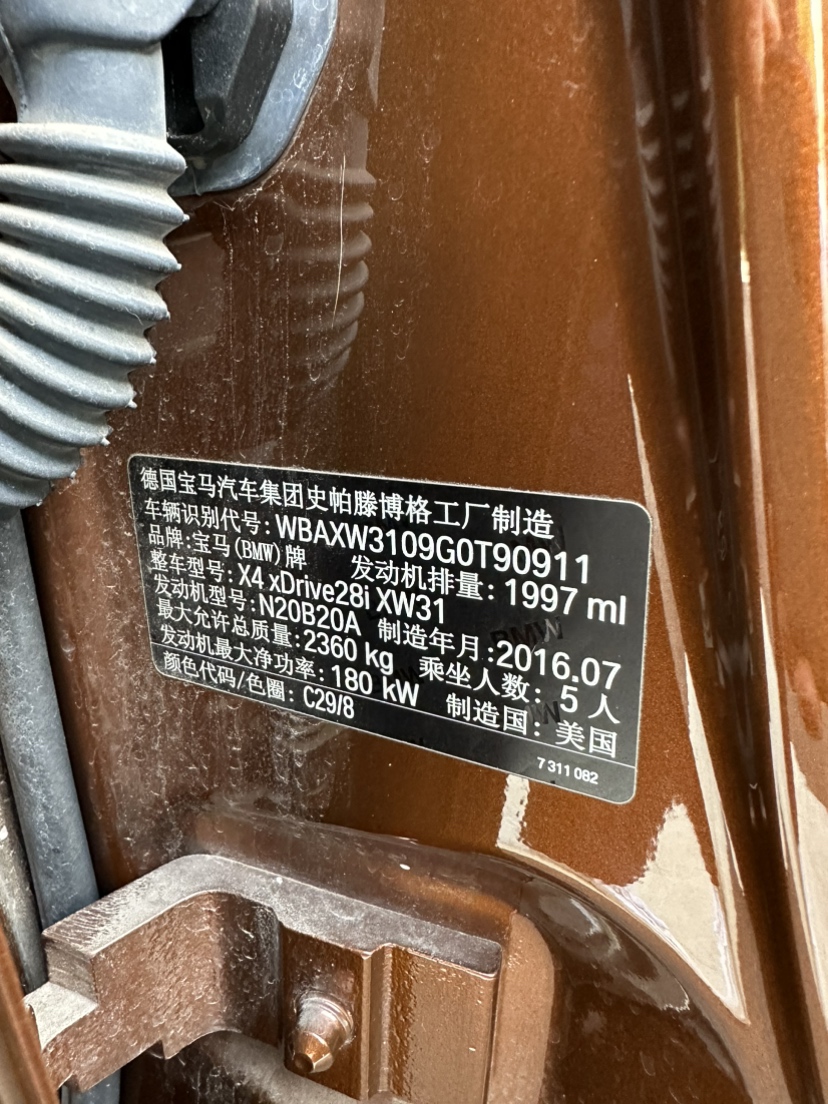 德国宝马汽车集团史帕滕博格工厂制造
车辆识别代号: WBAXW3109G0T90911
品牌:宝马(BMW)牌 发动机排量: 1997 ml
整车型号: X4 xDrive28i XW31
发动机型号: N20B20A 制造年月:2016.07
最大允许总质量: 2360 kg 乘坐人数: 5 人
发动机最大净功率: 180 kW 制造国: 美国
颜色代码/色圈: C29/8
7 311 082